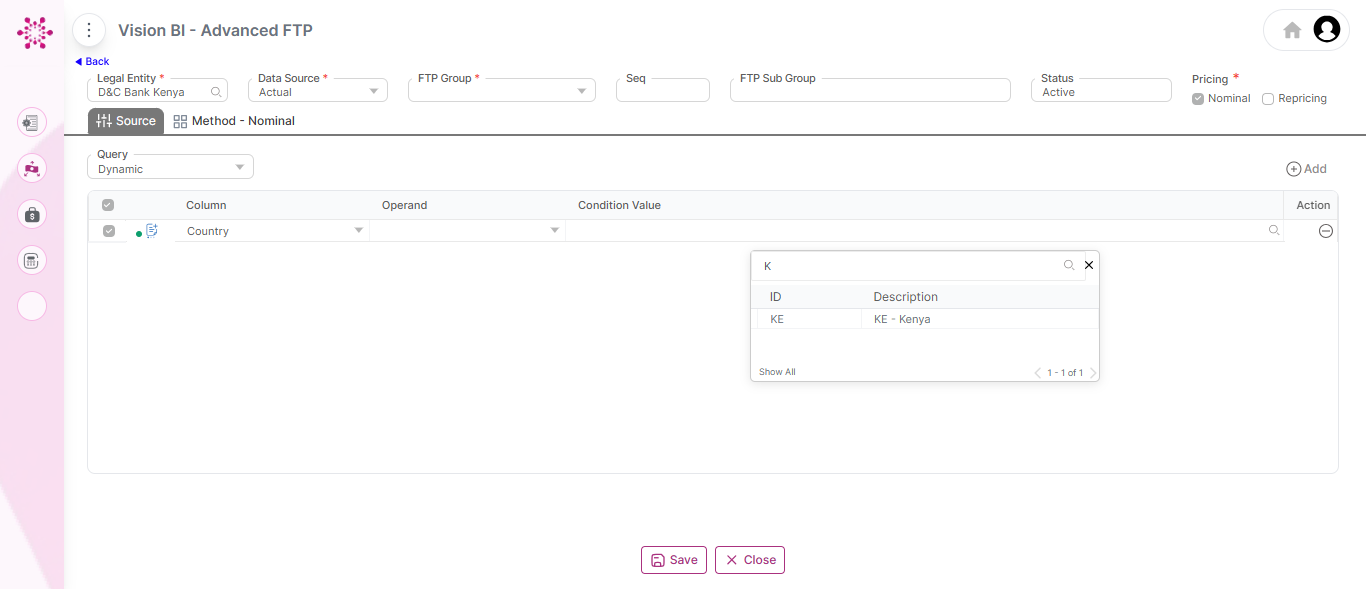 Vision BI - Advanced FTP
Back
Legal Entity * Data Source * FTP Group * Seq FTP Sub Group Status Pricing *
D&C Bank Kenya Actual Active Nominal Repricing
Source Method - Nominal
Query
Dynamic
Add
Column Operand Condition Value Action
Country
K
ID Description
KE KE - Kenya
Show All 1 - 1 of 1
Save Close